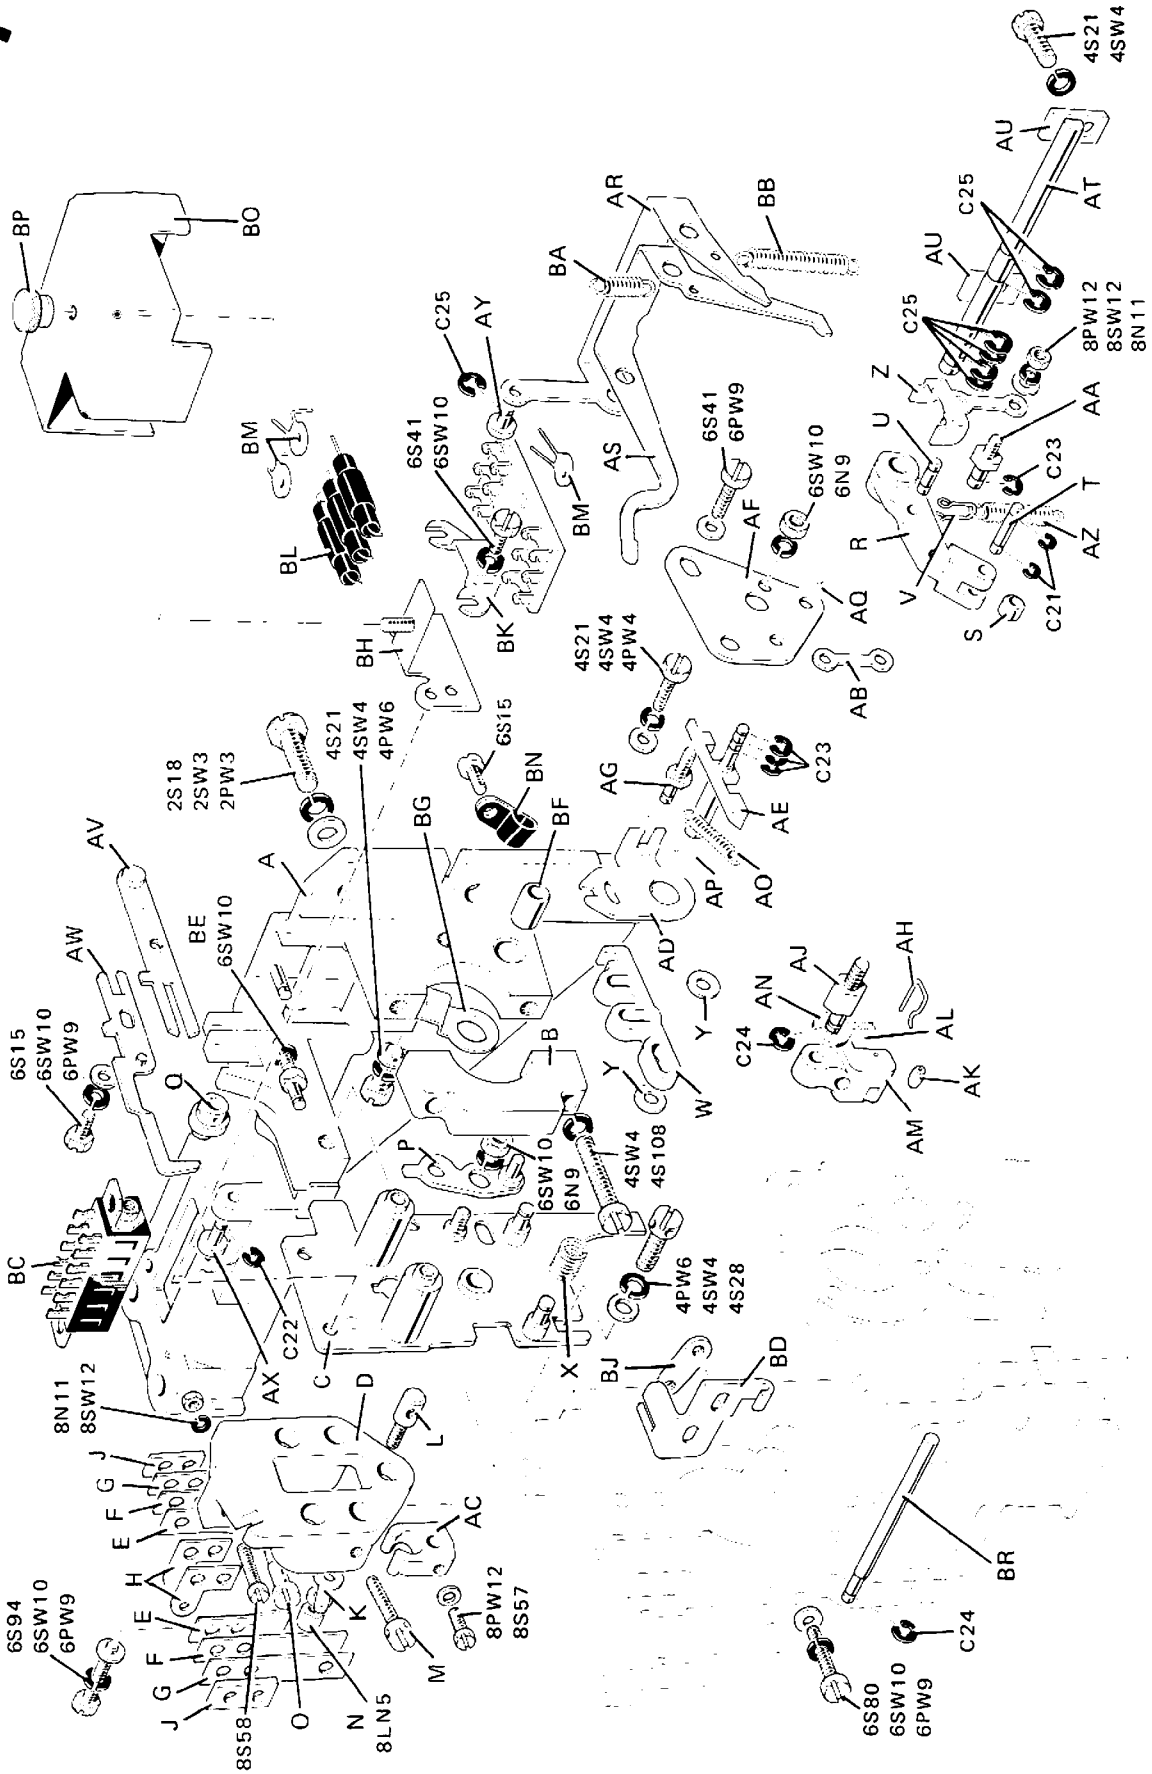 BP
BO
BM
BL
C25
AY
6S41
6SW10
BK
BH
BM
BA
AR
BB
AS
6S41
6PW9
AF
6SW10
6N9
AQ
AB
4S21
4SW4
AU
AT
C25
AU
C25
8PW12
8SW12
8N11
Z
U
AA
C23
T
R
V
AZ
C21
S
2S18
2SW3
2PW3
4S21
4SW4
4PW6
6S15
BN
BG
BF
4S21
4SW4
4PW4
AG
C23
AE
AO
AP
AD
AV
A
AW
BE
6SW10
6S15
6SW10
6PW9
Q
BC
P
B
Y
Y
W
6SW10
6N9
4SW4
4S108
AH
AJ
AN
C24
AL
AK
AM
C22
AX
C
D
L
X
4PW6
4SW4
4S28
BJ
BD
8N11
8SW12
J
G
F
E
H
E
F
G
J
6S94
6SW10
6PW9
8S58
O
N
8LN5
K
M
AC
8PW12
8S57
BR
C24
6S80
6SW10
6PW9